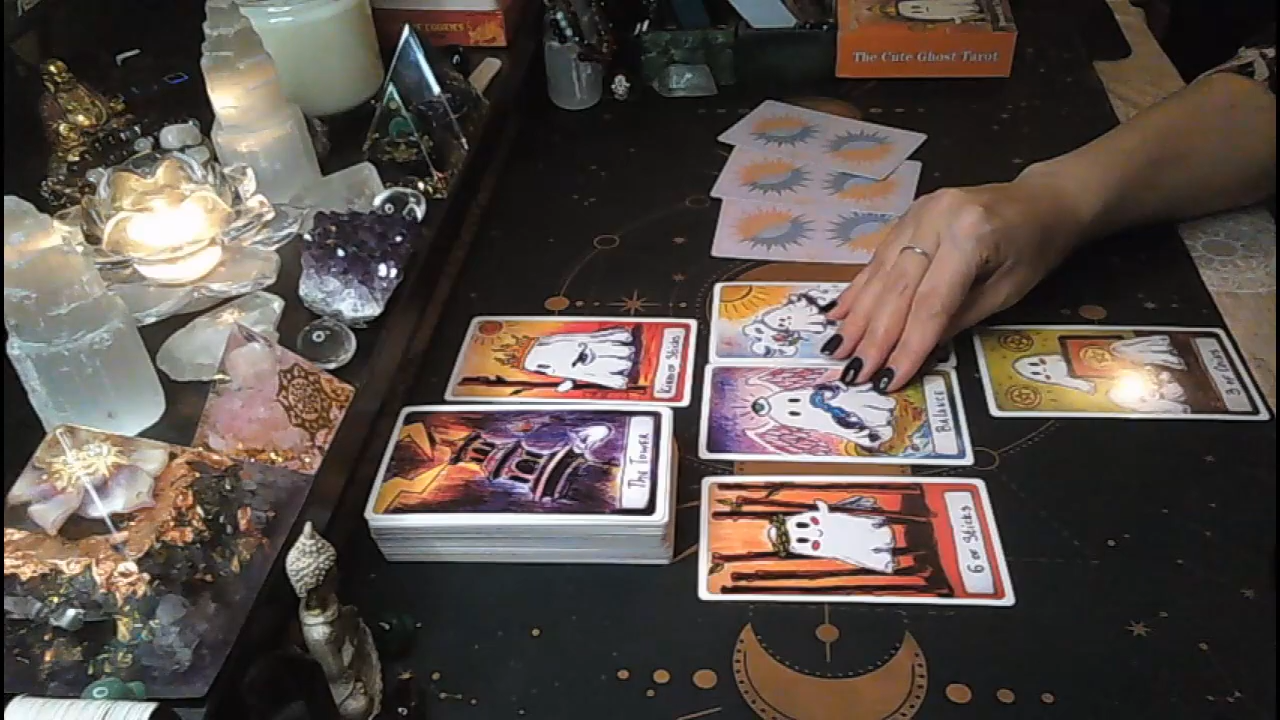 The Cute Ghost Tarot
King of Sticks
The Tower
Balance
3 of Coins
6 of Sticks